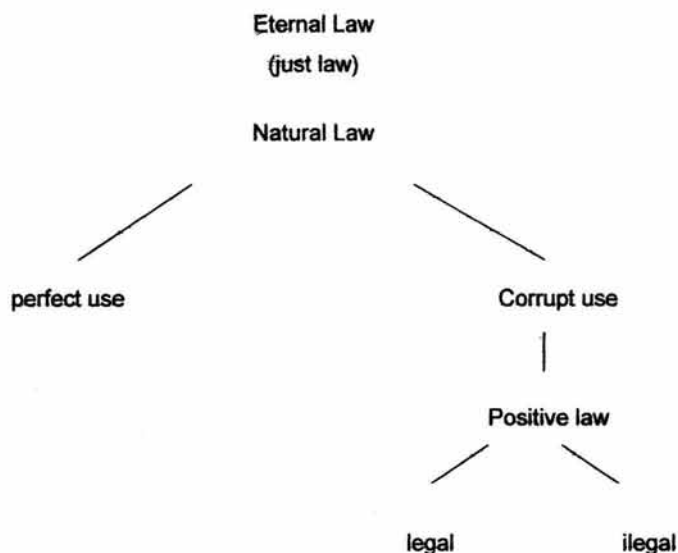 Eternal Law
(just law)
Natural Law
perfect use
Corrupt use
Positive law
legal
ilegal